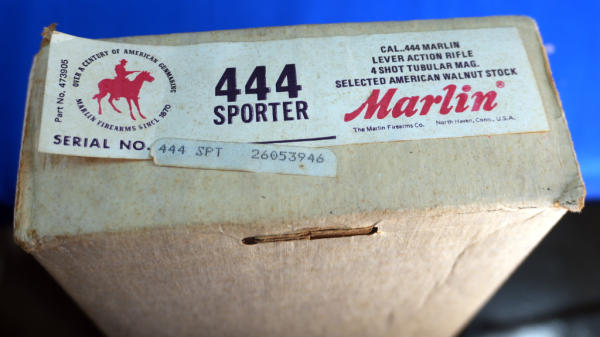 Part No. 473905
OVER A CENTURY OF AMERICAN GUNMAKING
MARLIN FIREARMS SINCE 1870
444
SPORTER
CAL..444 MARLIN
LEVER ACTION RIFLE
4 SHOT TUBULAR MAG.
SELECTED AMERICAN WALNUT STOCK
Marlin®
The Marlin Firearms Co. North Haven, Conn., U.S.A.
SERIAL NO.
444 SPT 26053946